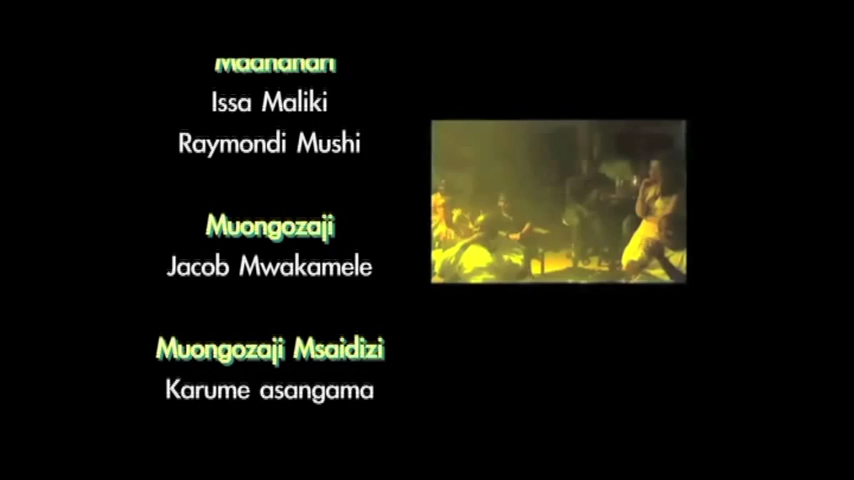 Issa Maliki
Raymondi Mushi
Muongozaji
Jacob Mwakamele
Muongozaji Msaidizi
Karume asangama